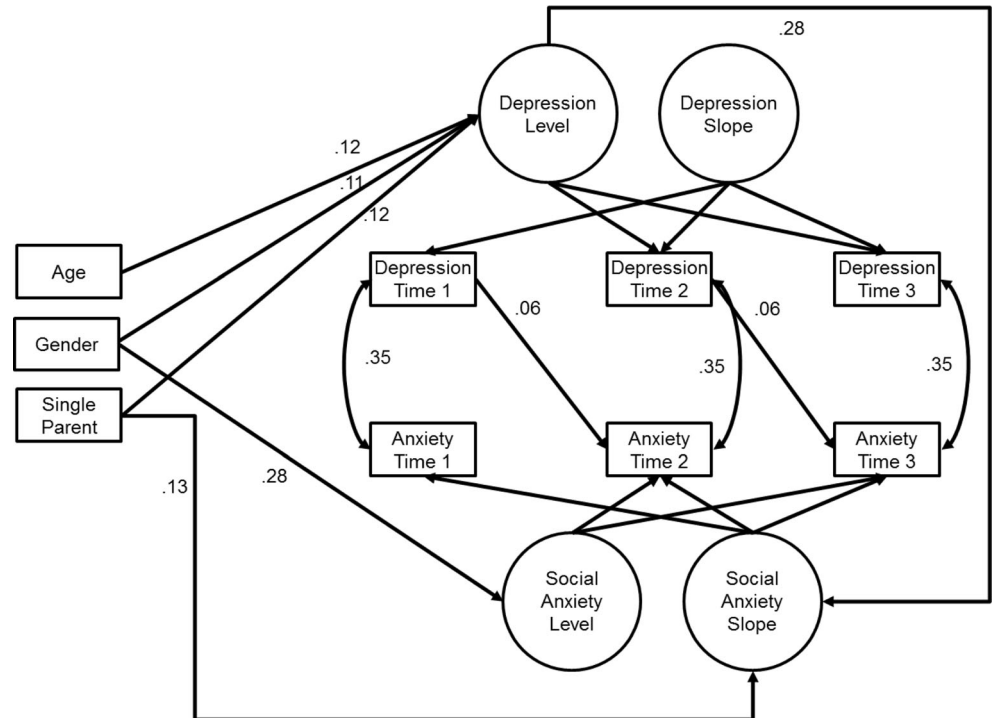 .28
Depression
Level
Depression
Slope
.12
.11
.12
Age
Gender
Single
Parent
Depression
Time 1
Depression
Time 2
Depression
Time 3
.06
.06
.35
.35
.35
Anxiety
Time 1
Anxiety
Time 2
Anxiety
Time 3
.13
.28
Social
Anxiety
Level
Social
Anxiety
Slope